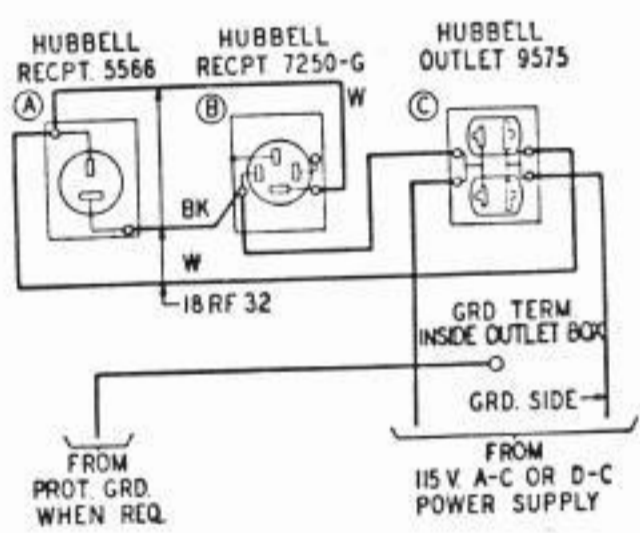 HUBBELL
RECPT. 5566
HUBBELL
RECPT 7250-G
HUBBELL
OUTLET 9575
A
B
W
C
BK
W
18RF32
GRD TERM
INSIDE OUTLET BOX
GRD. SIDE
FROM
PROT. GRD.
WHEN REQ.
FROM
115 V. A-C OR D-C
POWER SUPPLY